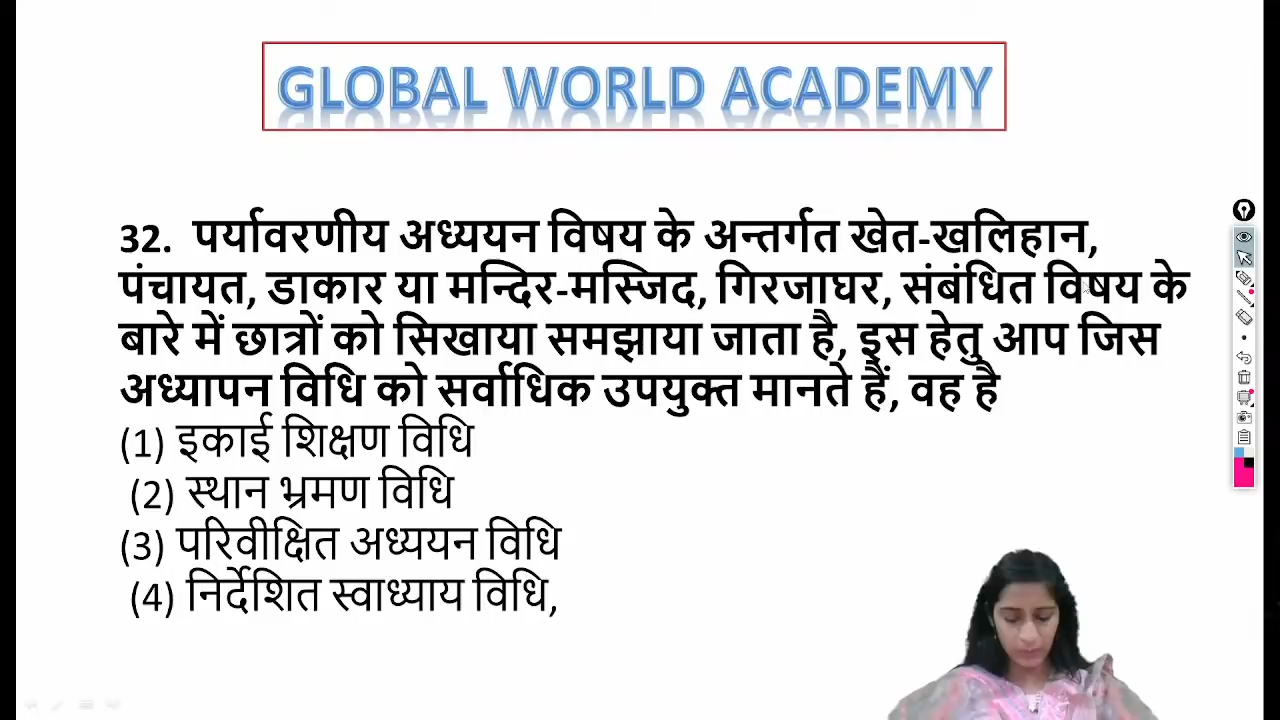 GLOBAL WORLD ACADEMY
32. पर्यावरणीय अध्ययन विषय के अन्तर्गत खेत-खलिहान,
पंचायत, डाकार या मन्दिर-मस्जिद, गिरजाघर, संबंधित विषय के
बारे में छात्रों को सिखाया समझाया जाता है, इस हेतु आप जिस
अध्यापन विधि को सर्वाधिक उपयुक्त मानते हैं, वह है
(1) इकाई शिक्षण विधि
(2) स्थान भ्रमण विधि
(3) परिवीक्षित अध्ययन विधि
(4) निर्देशित स्वाध्याय विधि,